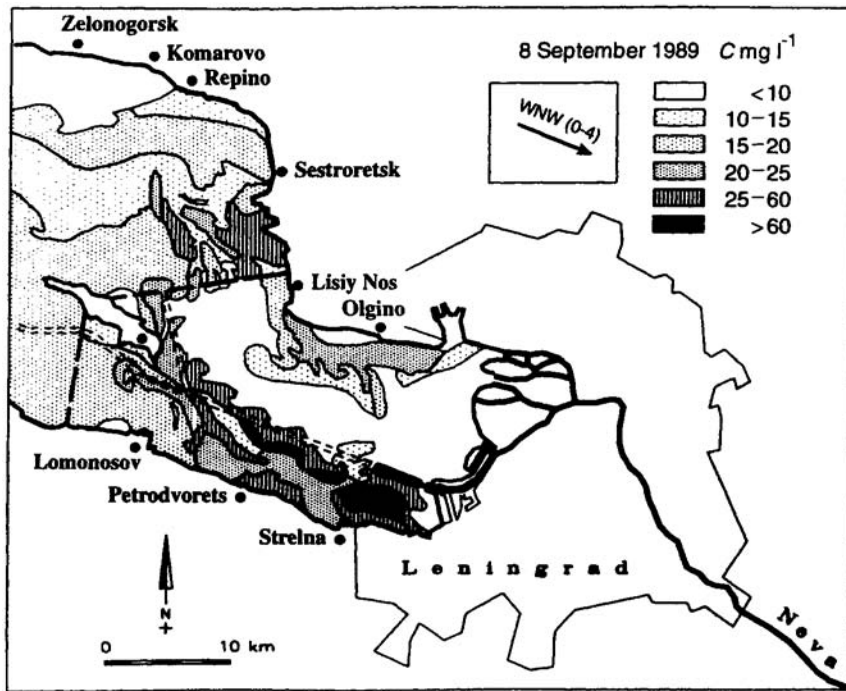 Zelonogorsk
Komarovo
Repino
Sestroretsk
Lisiy Nos
Olgino
8 September 1989 C mg l⁻¹
WNW (0-4)
<10
10–15
15–20
20–25
25–60
>60
Lomonosov
Petrodvorets
Strelna
Leningrad
Neva
N
0 10 km